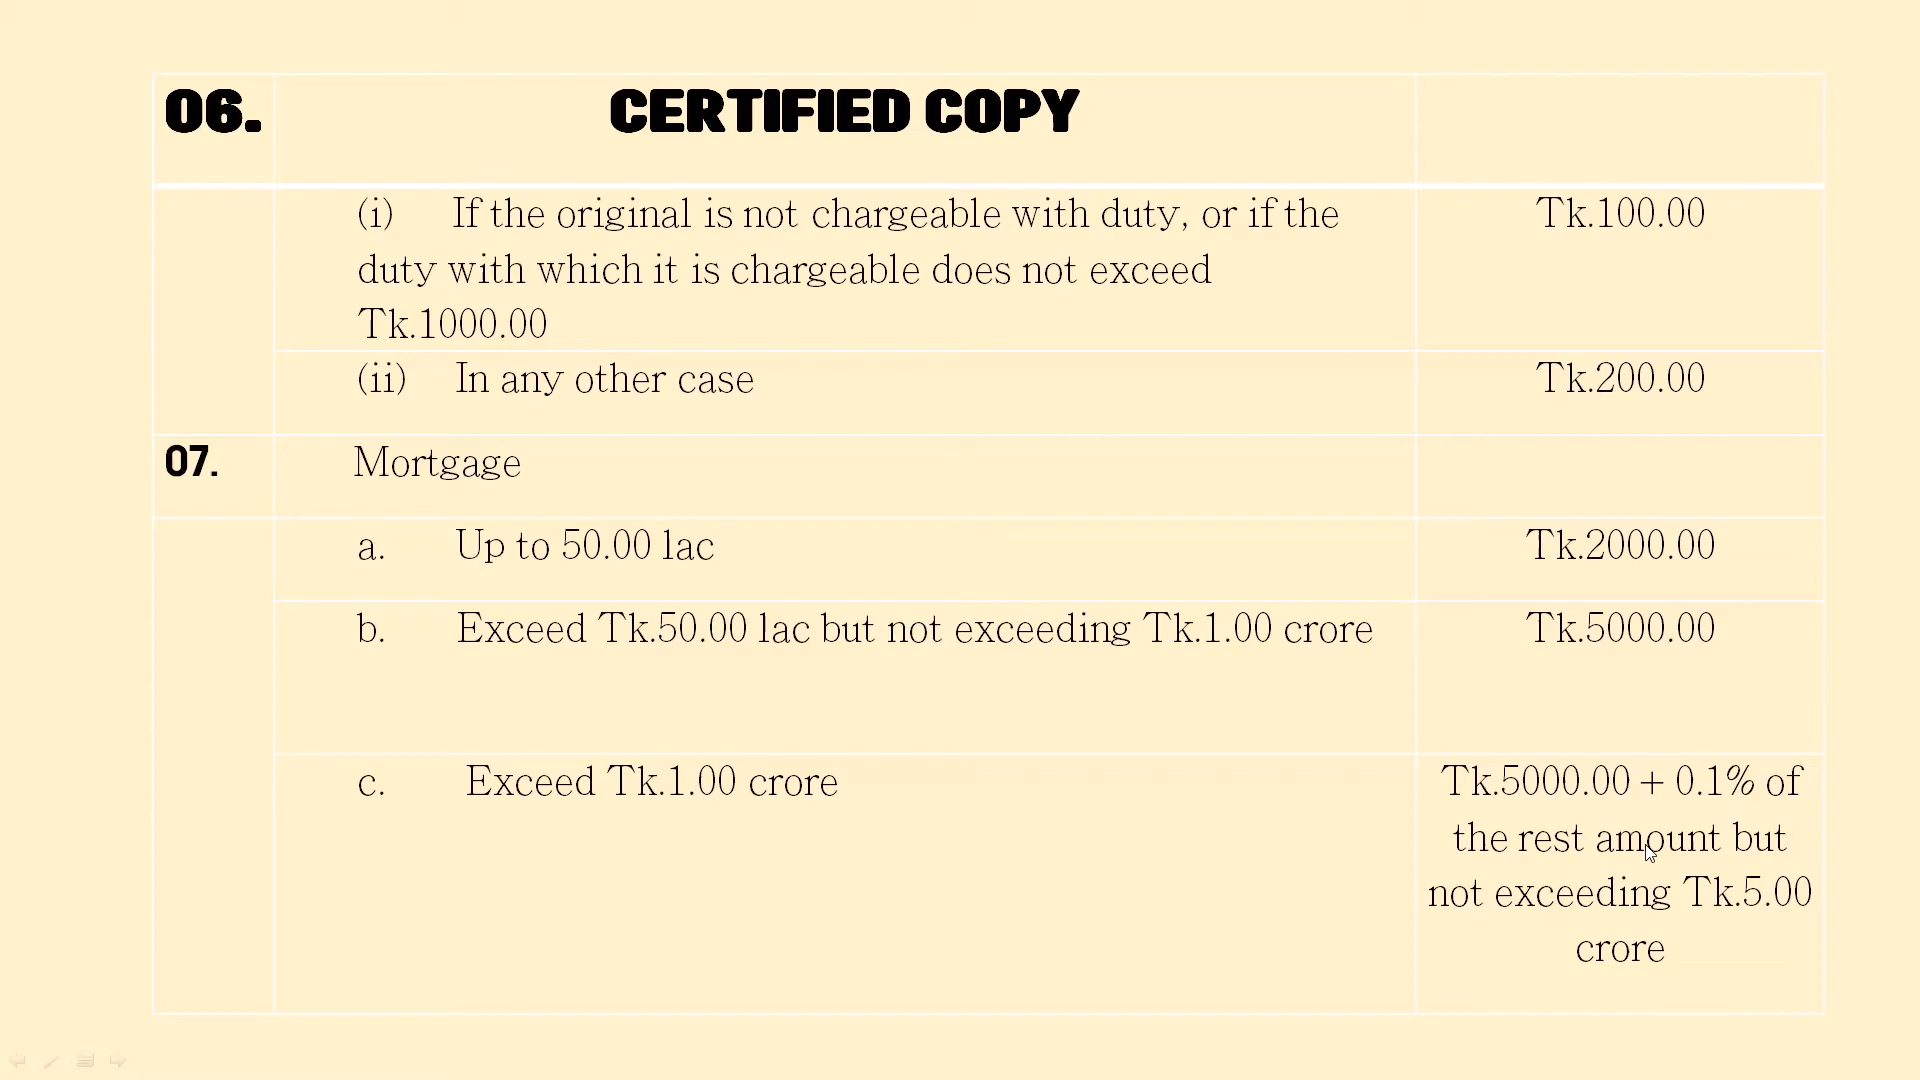 06. CERTIFIED COPY
(i) If the original is not chargeable with duty, or if the
duty with which it is chargeable does not exceed
Tk.1000.00
Tk.100.00
(ii) In any other case Tk.200.00
07. Mortgage
a. Up to 50.00 lac Tk.2000.00
b. Exceed Tk.50.00 lac but not exceeding Tk.1.00 crore Tk.5000.00
c. Exceed Tk.1.00 crore
Tk.5000.00 + 0.1% of
the rest amount but
not exceeding Tk.5.00
crore